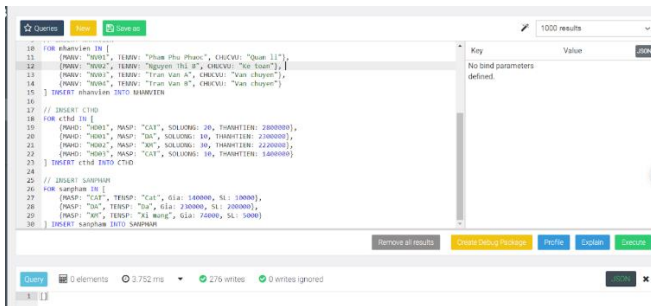 Queries New Save as 1000 results
10 FOR nhanvien IN [
11 {MANV: "NV01", TENNV: "Pham Phu Phuoc", CHUCVU: "Quan li"},
12 {MANV: "NV02", TENNV: "Nguyen Thi B", CHUCVU: "Ke toan"},
13 {MANV: "NV03", TENNV: "Tran Van A", CHUCVU: "Van chuyen"},
14 {MANV: "NV04", TENNV: "Tran Van B", CHUCVU: "Van chuyen"}
15 ] INSERT nhanvien INTO NHANVIEN
16
17 // INSERT CTHD
18 FOR cthd IN [
19 {MAHD: "HD01", MASP: "CAT", SOLUONG: 20, THANHTIEN: 2800000},
20 {MAHD: "HD01", MASP: "DA", SOLUONG: 10, THANHTIEN: 2300000},
21 {MAHD: "HD02", MASP: "XM", SOLUONG: 30, THANHTIEN: 2220000},
22 {MAHD: "HD03", MASP: "CAT", SOLUONG: 10, THANHTIEN: 1400000}
23 ] INSERT cthd INTO CTHD
24
25 // INSERT SANPHAM
26 FOR sanpham IN [
27 {MASP: "CAT", TENSP: "Cat", Gia: 140000, SL: 10000},
28 {MASP: "DA", TENSP: "Da", Gia: 230000, SL: 200000},
29 {MASP: "XM", TENSP: "Xi mang", Gia: 74000, SL: 5000}
30 ] INSERT sanpham INTO SANPHAM
Key Value JSON
No bind parameters
defined.
Remove all results Create Debug Package Profile Explain Execute
Query 0 elements 3.752 ms 276 writes 0 writes ignored JSON
1 []